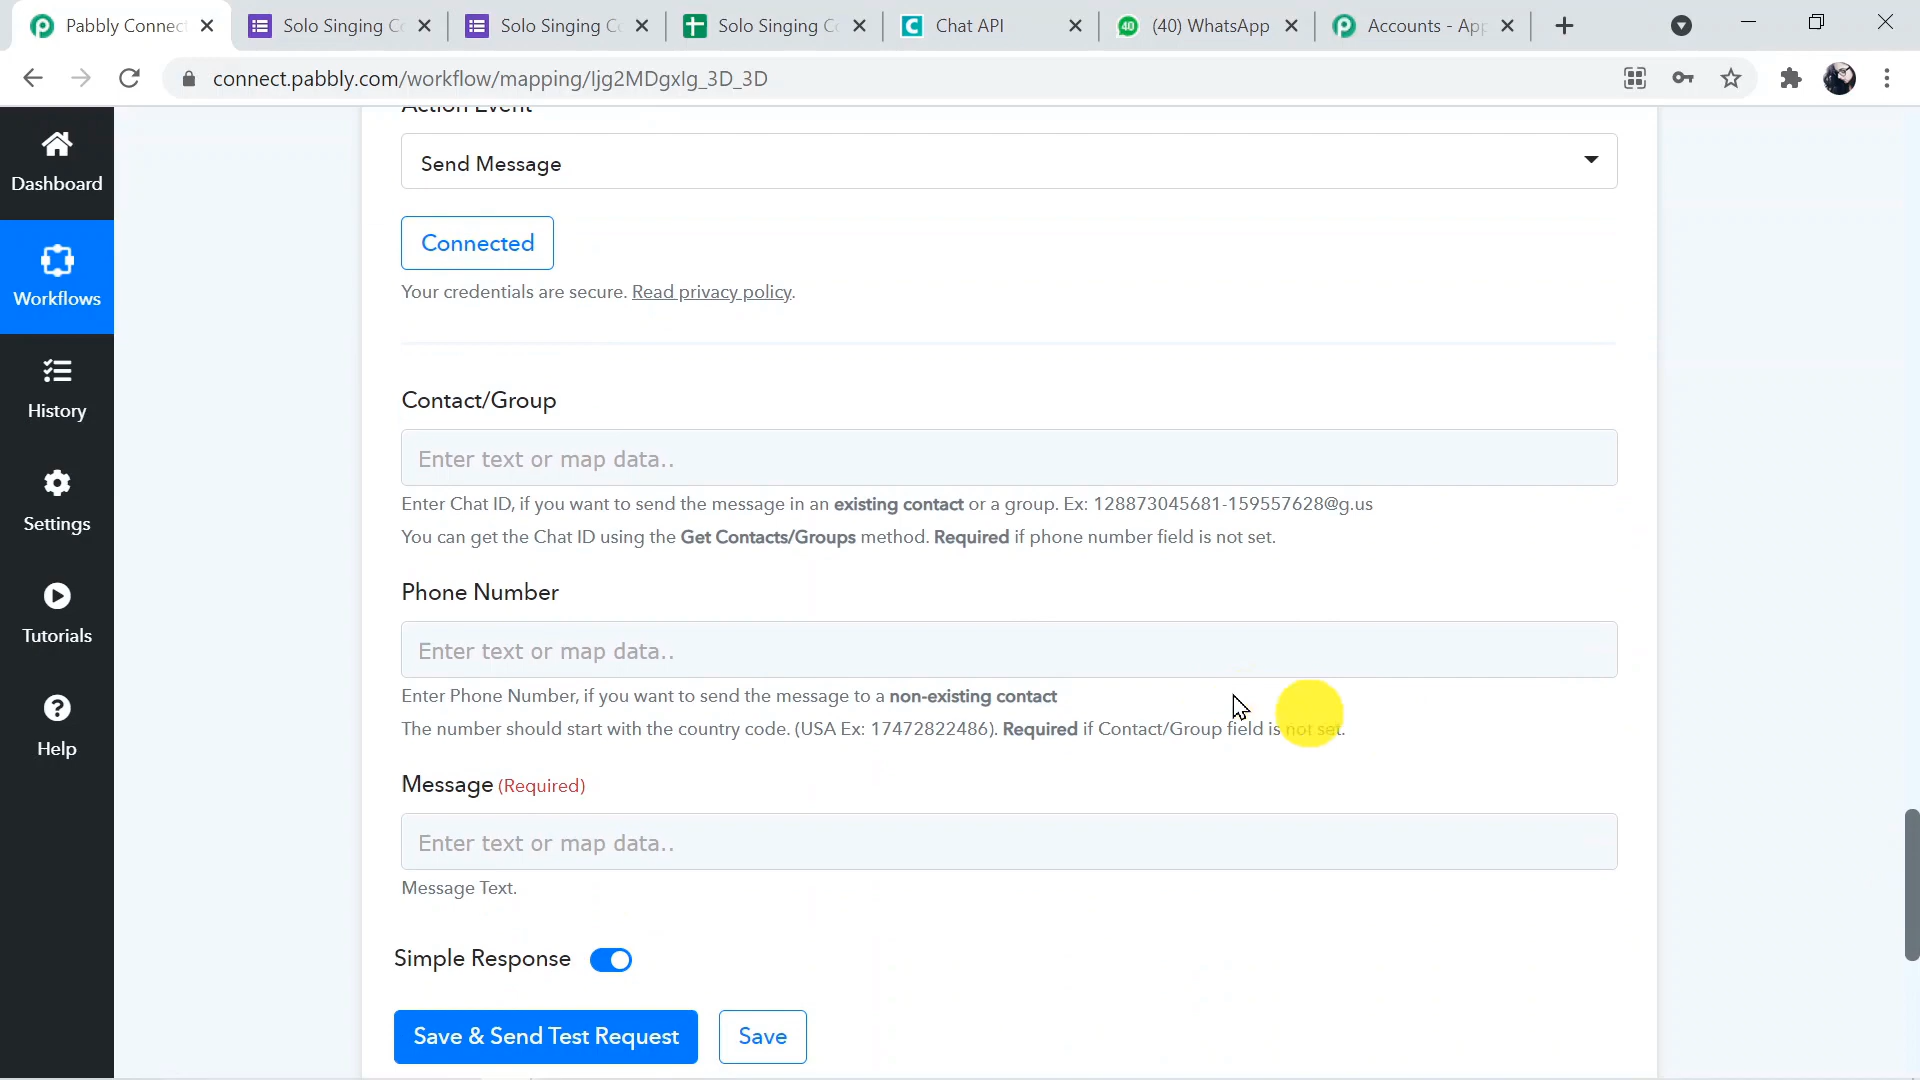 Pabbly Connect
Solo Singing Co
Solo Singing Co
Solo Singing Co
Chat API
(40) WhatsApp
Accounts - App
connect.pabbly.com/workflow/mapping/Ijg2MDgxIg_3D_3D
Dashboard
Workflows
History
Settings
Tutorials
Help
Action Event
Send Message
Connected
Your credentials are secure. Read privacy policy.
Contact/Group
Enter text or map data..
Enter Chat ID, if you want to send the message in an existing contact or a group. Ex: 128873045681-159557628@g.us
You can get the Chat ID using the Get Contacts/Groups method. Required if phone number field is not set.
Phone Number
Enter text or map data..
Enter Phone Number, if you want to send the message to a non-existing contact
The number should start with the country code. (USA Ex: 17472822486). Required if Contact/Group field is not set.
Message (Required)
Enter text or map data..
Message Text.
Simple Response
Save & Send Test Request
Save